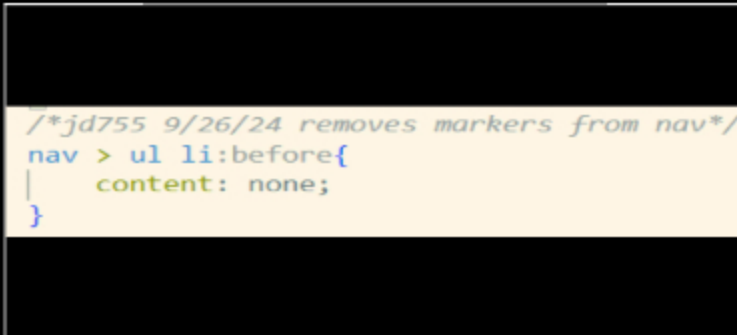 /*jd755 9/26/24 removes markers from nav*/
nav > ul li:before{
    content: none;
}